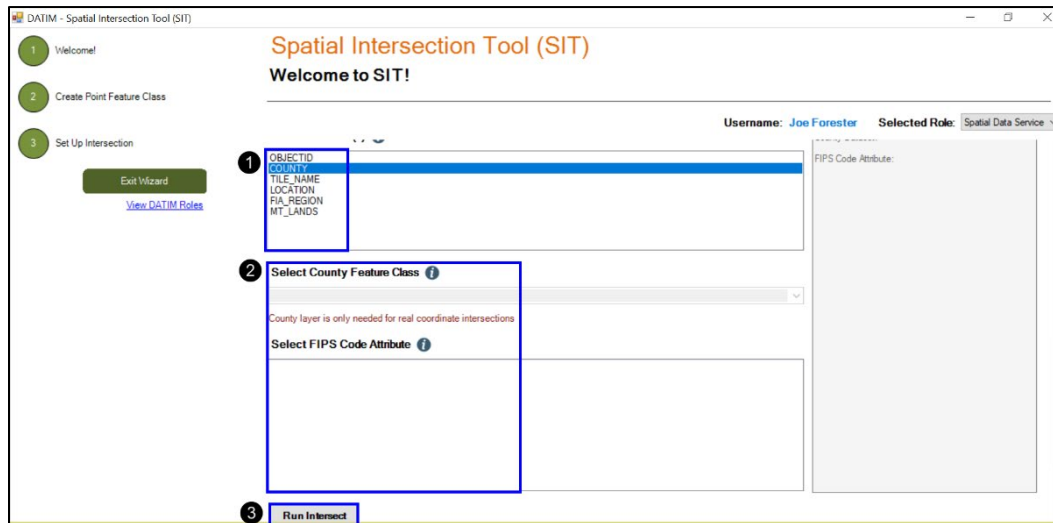 DATIM - Spatial Intersection Tool (SIT)
1 Welcome!
2 Create Point Feature Class
3 Set Up Intersection
Exit Wizard
View DATIM Roles
Spatial Intersection Tool (SIT)
Welcome to SIT!
Username: Joe Forester Selected Role: Spatial Data Service
1
OBJECTID
COUNTY
TILE_NAME
LOCATION
FIA_REGION
MT_LANDS
FIPS Code Attribute:
2 Select County Feature Class i
County layer is only needed for real coordinate intersections
Select FIPS Code Attribute i
3 Run Intersect